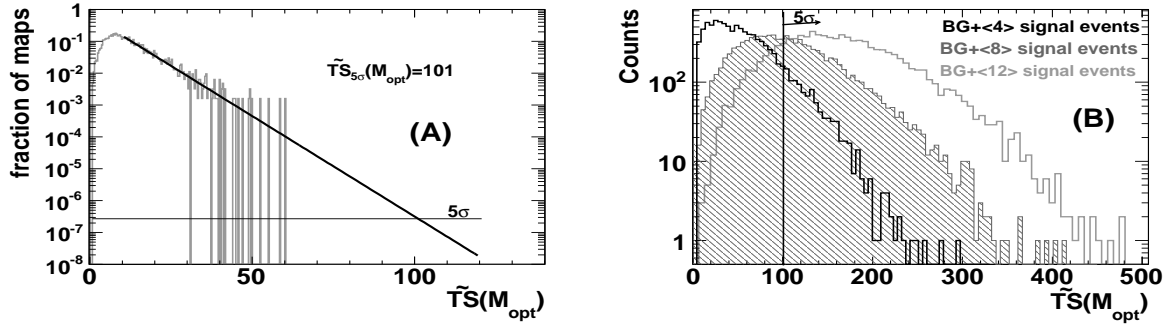 fraction of maps
1
10⁻¹
10⁻²
10⁻³
10⁻⁴
10⁻⁵
10⁻⁶
10⁻⁷
10⁻⁸
T̃S₅σ(Mₒₚₜ)=101
(A)
5σ
0 50 100
T̃S(Mₒₚₜ)
Counts
10²
10
1
5σ
BG+<4> signal events
BG+<8> signal events
BG+<12> signal events
(B)
0 100 200 300 400 500
T̃S(Mₒₚₜ)